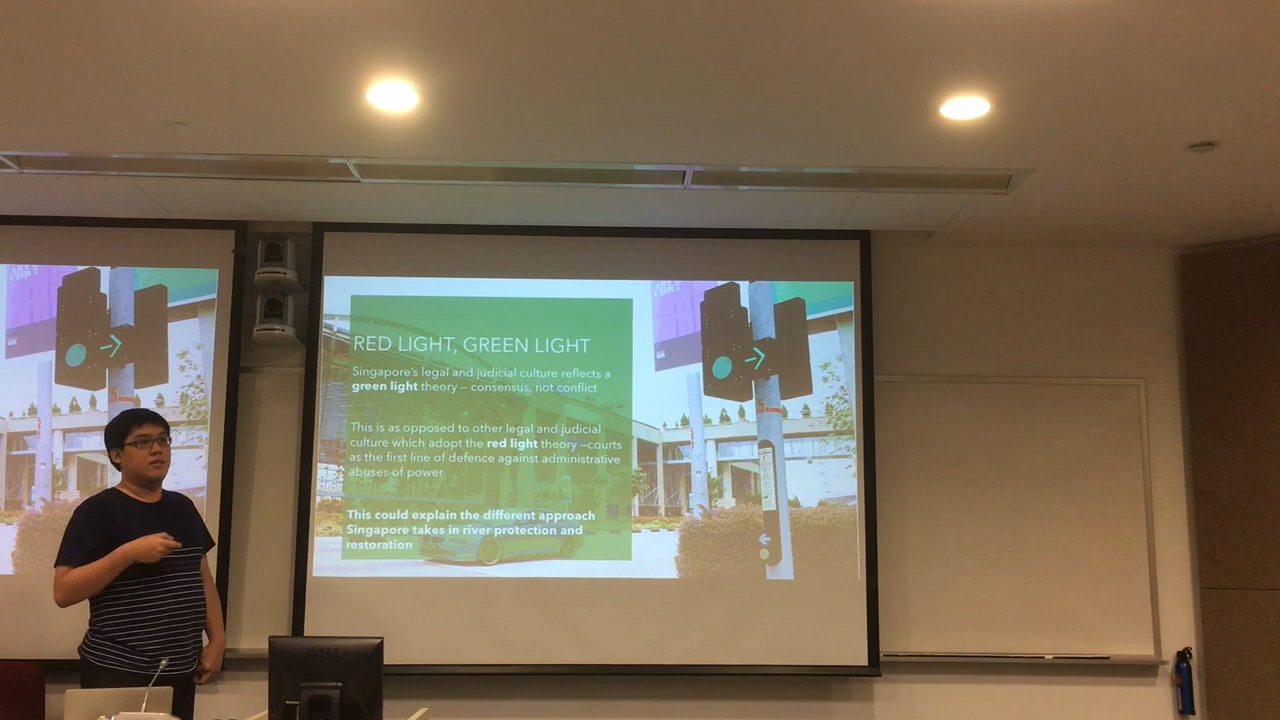 RED LIGHT, GREEN LIGHT
Singapore's legal and judicial culture reflects a
green light theory – consensus, not conflict
This is as opposed to other legal and judicial
culture which adopt the red light theory –courts
as the first line of defence against administrative
abuses of power
This could explain the different approach
Singapore takes in river protection and
restoration
DELL